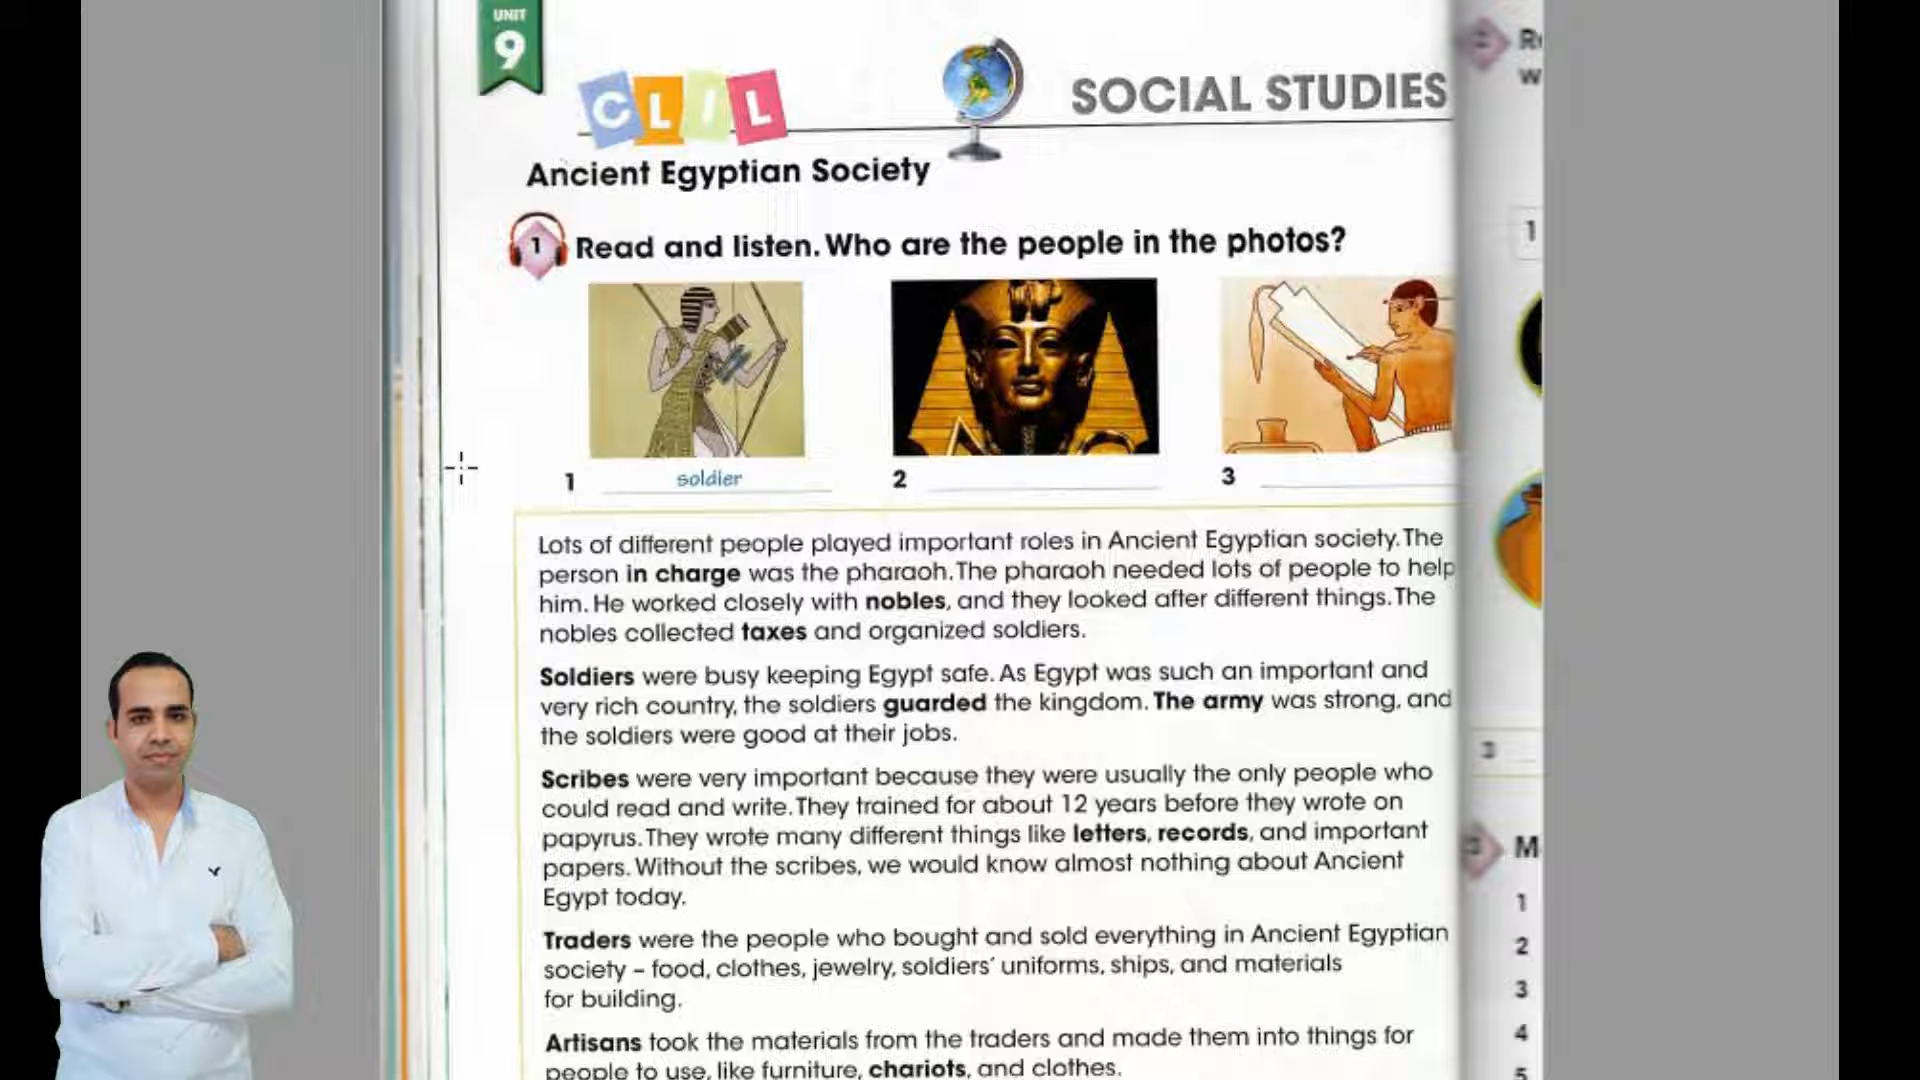 UNIT
9
CLIL
SOCIAL STUDIES
Ancient Egyptian Society
1 Read and listen. Who are the people in the photos?
1 soldier
2
3
Lots of different people played important roles in Ancient Egyptian society. The
person in charge was the pharaoh. The pharaoh needed lots of people to help
him. He worked closely with nobles, and they looked after different things. The
nobles collected taxes and organized soldiers.
Soldiers were busy keeping Egypt safe. As Egypt was such an important and
very rich country, the soldiers guarded the kingdom. The army was strong, and
the soldiers were good at their jobs.
Scribes were very important because they were usually the only people who
could read and write. They trained for about 12 years before they wrote on
papyrus. They wrote many different things like letters, records, and important
papers. Without the scribes, we would know almost nothing about Ancient
Egypt today.
Traders were the people who bought and sold everything in Ancient Egyptian
society – food, clothes, jewelry, soldiers' uniforms, ships, and materials
for building.
Artisans took the materials from the traders and made them into things for
people to use, like furniture, chariots, and clothes.
1
3
M
1
2
3
4
5